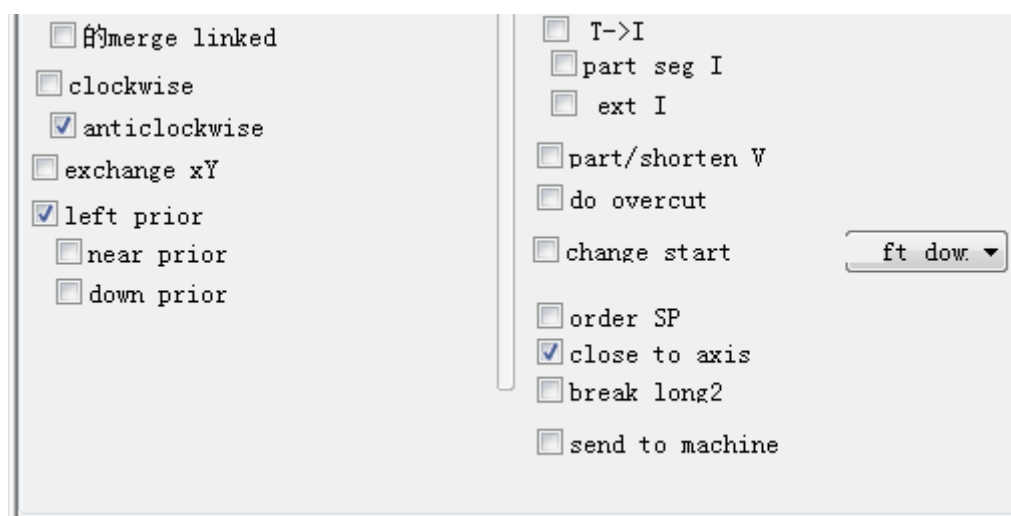 的merge linked
clockwise
anticlockwise
exchange xY
left prior
near prior
down prior
T->I
part seg I
ext I
part/shorten V
do overcut
change start
ft dow
order SP
close to axis
break long2
send to machine